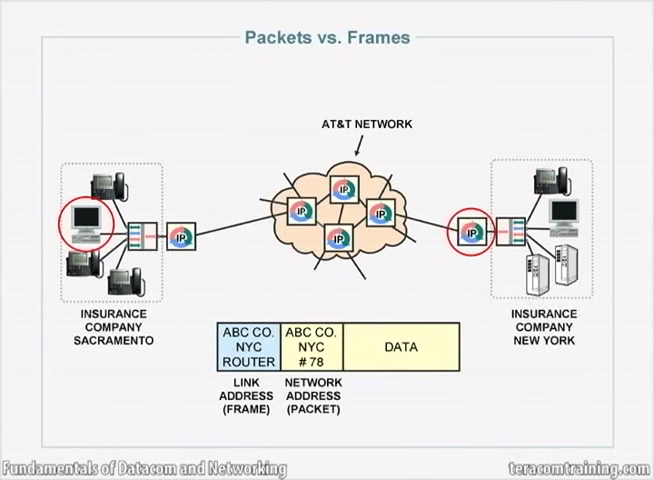 Packets vs. Frames
AT&T NETWORK
IP
IP
IP
IP
IP
IP
INSURANCE
COMPANY
SACRAMENTO
INSURANCE
COMPANY
NEW YORK
ABC CO.
NYC
ROUTER
ABC CO.
NYC
# 78
DATA
LINK
ADDRESS
(FRAME)
NETWORK
ADDRESS
(PACKET)
Fundamentals of Datacom and Networking
teracomtraining.com